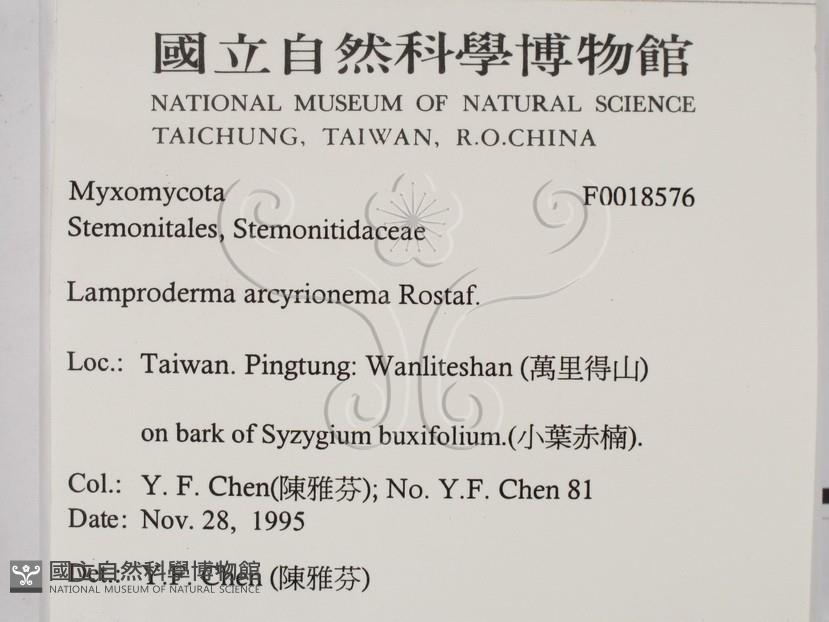 國立自然科學博物館
NATIONAL MUSEUM OF NATURAL SCIENCE
TAICHUNG, TAIWAN, R.O.CHINA
Myxomycota F0018576
Stemonitales, Stemonitidaceae
Lamproderma arcyrionema Rostaf.
Loc.: Taiwan. Pingtung: Wanliteshan (萬里得山)
on bark of Syzygium buxifolium.(小葉赤楠).
Col.: Y. F. Chen(陳雅芬); No. Y.F. Chen 81
Date: Nov. 28, 1995
Det.: Y.F. Chen (陳雅芬)
國立自然科學博物館
NATIONAL MUSEUM OF NATURAL SCIENCE